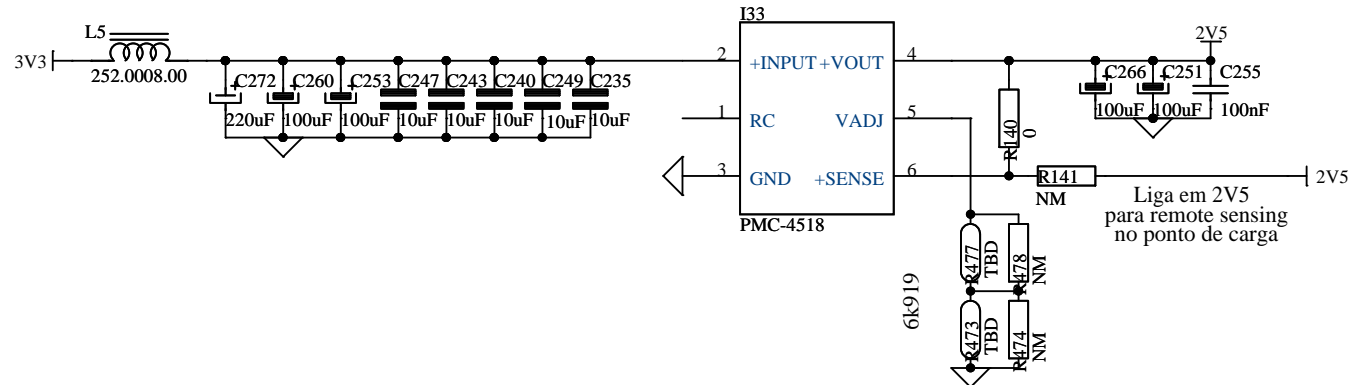 L5
3V3
252.0008.00
+
C272
220uF
+
C260
100uF
+
C253
100uF
C247
10uF
C243
10uF
C240
10uF
C249
10uF
C235
10uF
I33
2
+INPUT
+VOUT
4
1
RC
VADJ
5
3
GND
+SENSE
6
PMC-4518
R140
0
2V5
+
C266
100uF
+
C251
100uF
C255
100nF
R141
NM
2V5
Liga em 2V5
para remote sensing
no ponto de carga
R477
TBD
R478
NM
6k919
R473
TBD
R474
NM